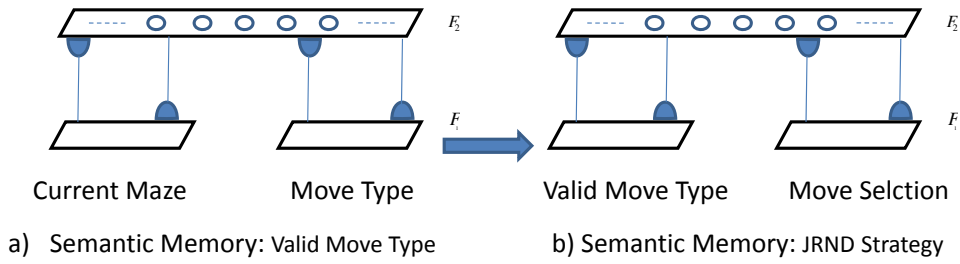 F₂ F₂
F₁ F₁
Current Maze Move Type Valid Move Type Move Selction
a) Semantic Memory: Valid Move Type b) Semantic Memory: JRND Strategy